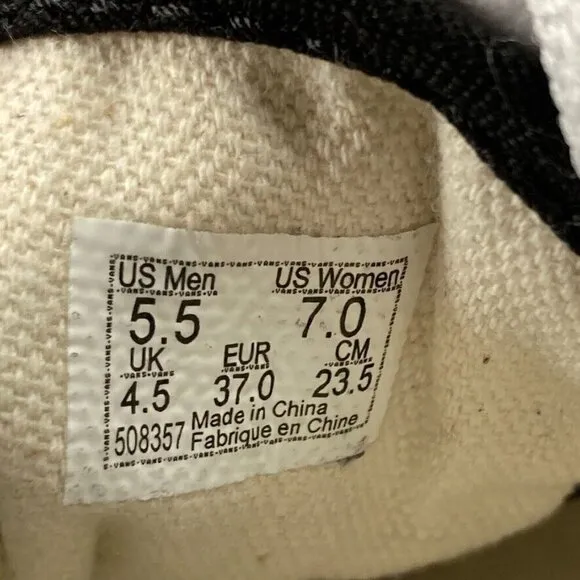 US Men US Women
5.5 7.0
UK EUR CM
4.5 37.0 23.5
508357 Made in China
Fabrique en Chine